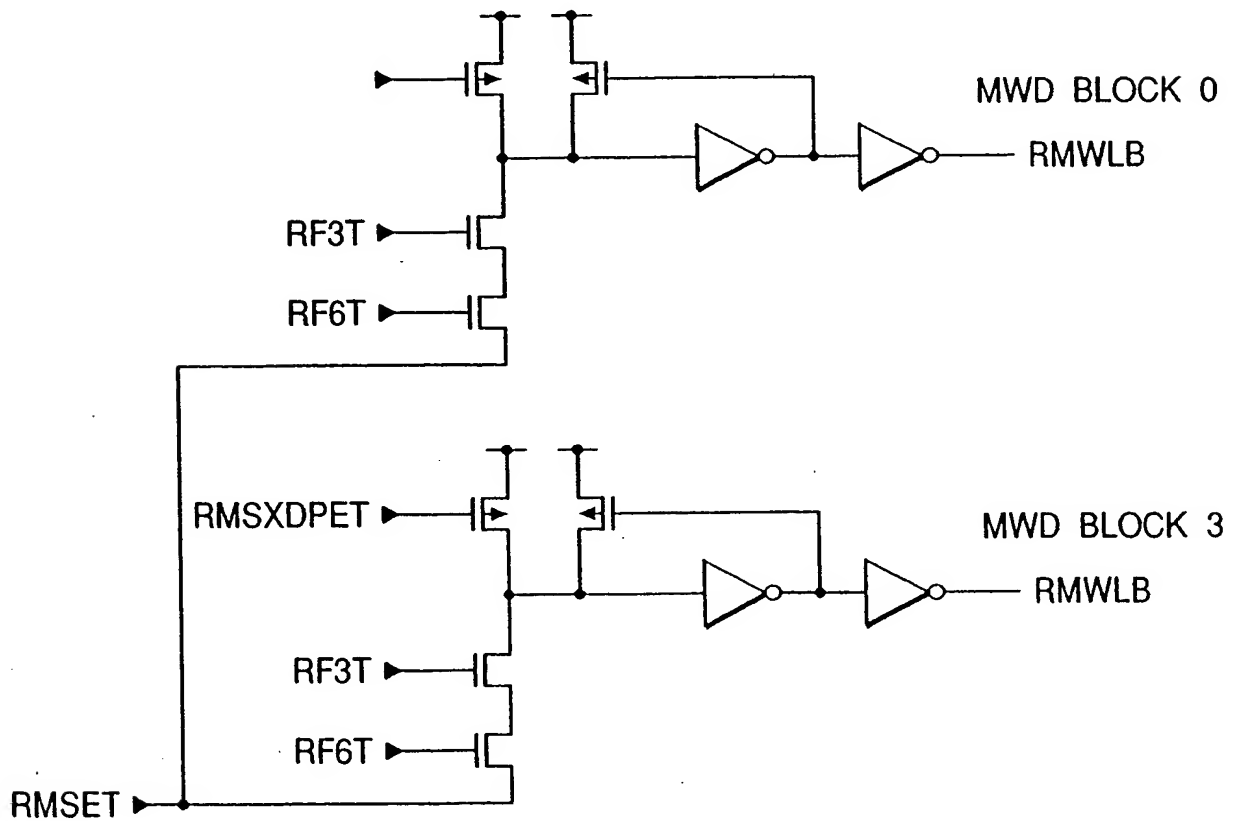 MWD BLOCK 0
RMWLB
RF3T
RF6T
RMSXDPET
MWD BLOCK 3
RMWLB
RF3T
RF6T
RMSET